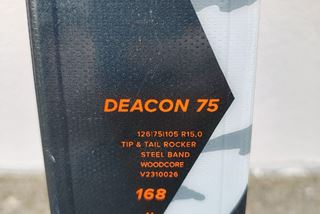 DEACON 75
126|75|105 R15.0
TIP & TAIL ROCKER
STEEL BAND
WOODCORE
V2310026
168